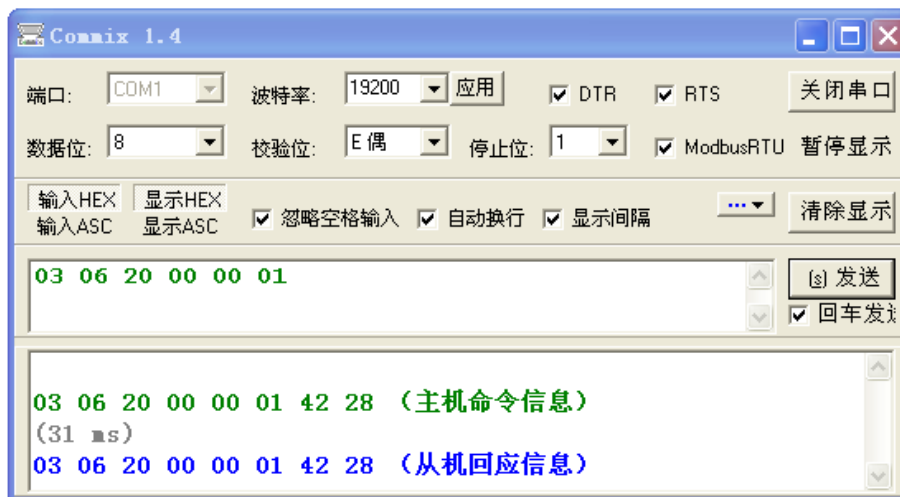 Commix 1.4
端口: COM1 波特率: 19200 应用 DTR RTS 关闭串口
数据位: 8 校验位: E偶 停止位: 1 ModbusRTU 暂停显示
输入HEX 显示HEX
输入ASC 显示ASC 忽略空格输入 自动换行 显示间隔 ... 清除显示
03 06 20 00 00 01 (s) 发送
回车发送
03 06 20 00 00 01 42 28 (主机命令信息)
(31 ms)
03 06 20 00 00 01 42 28 (从机回应信息)